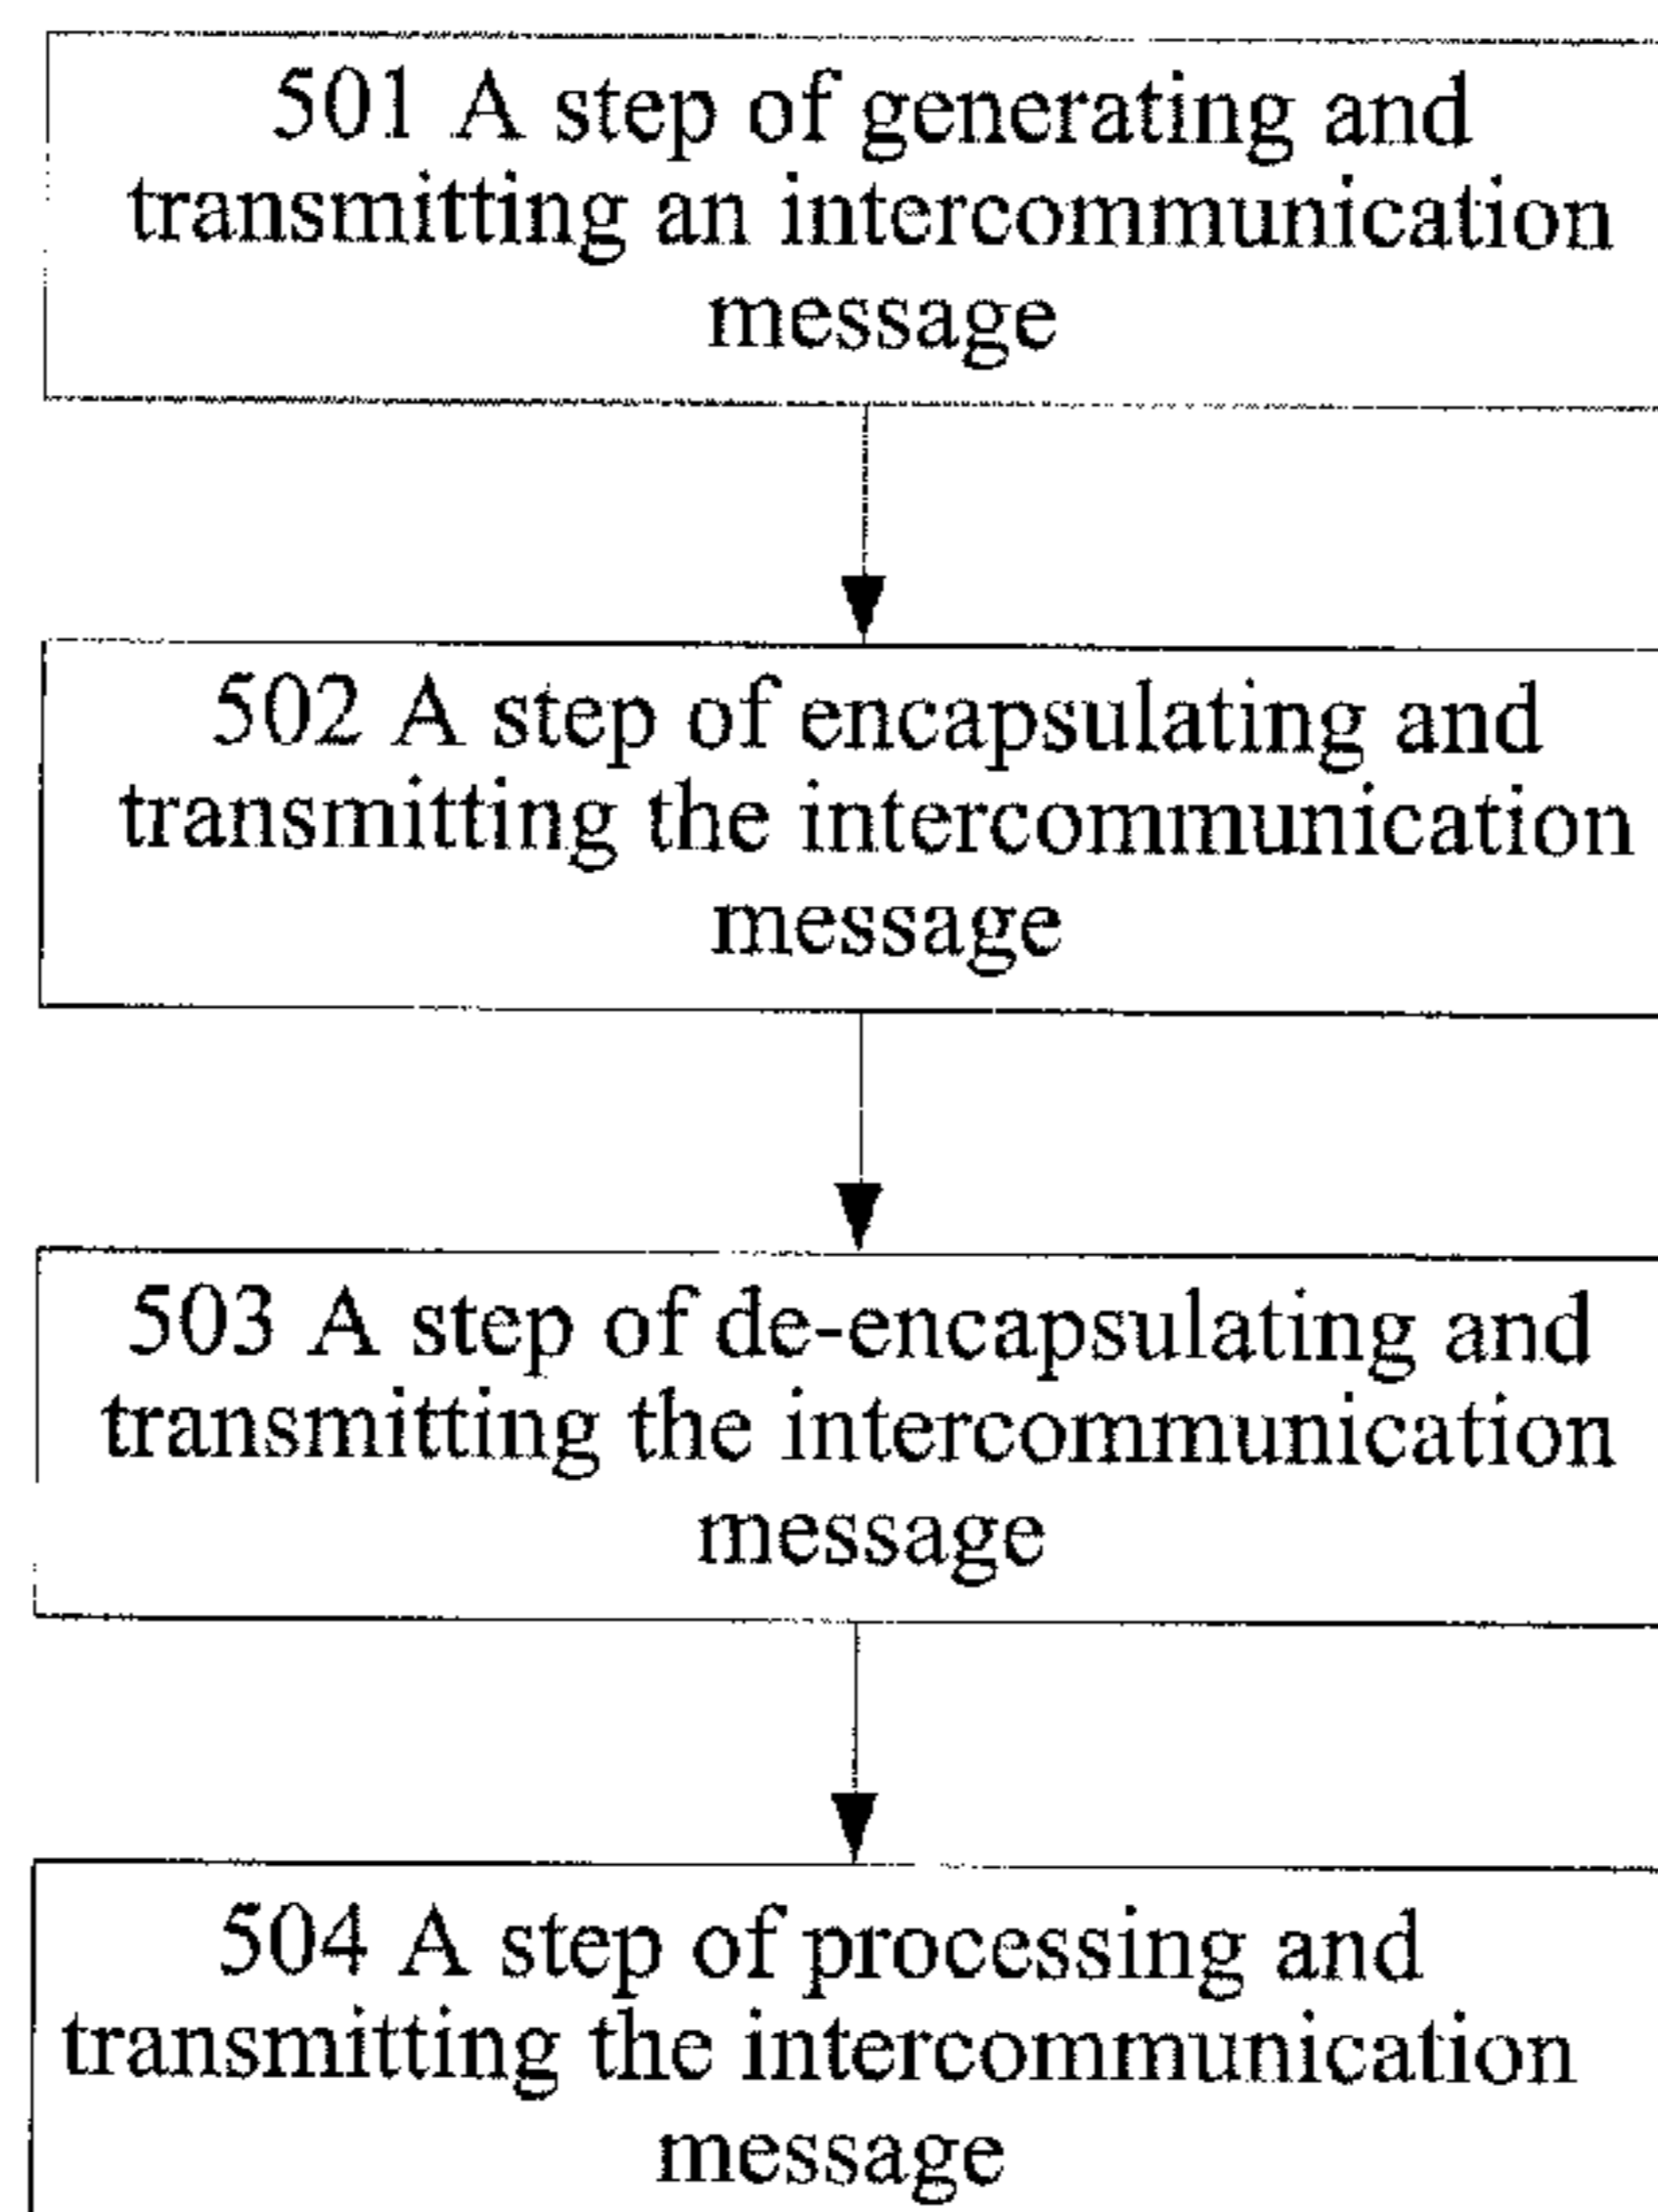 501 A step of generating and
transmitting an intercommunication
message
502 A step of encapsulating and
transmitting the intercommunication
message
503 A step of de-encapsulating and
transmitting the intercommunication
message
504 A step of processing and
transmitting the intercommunication
message